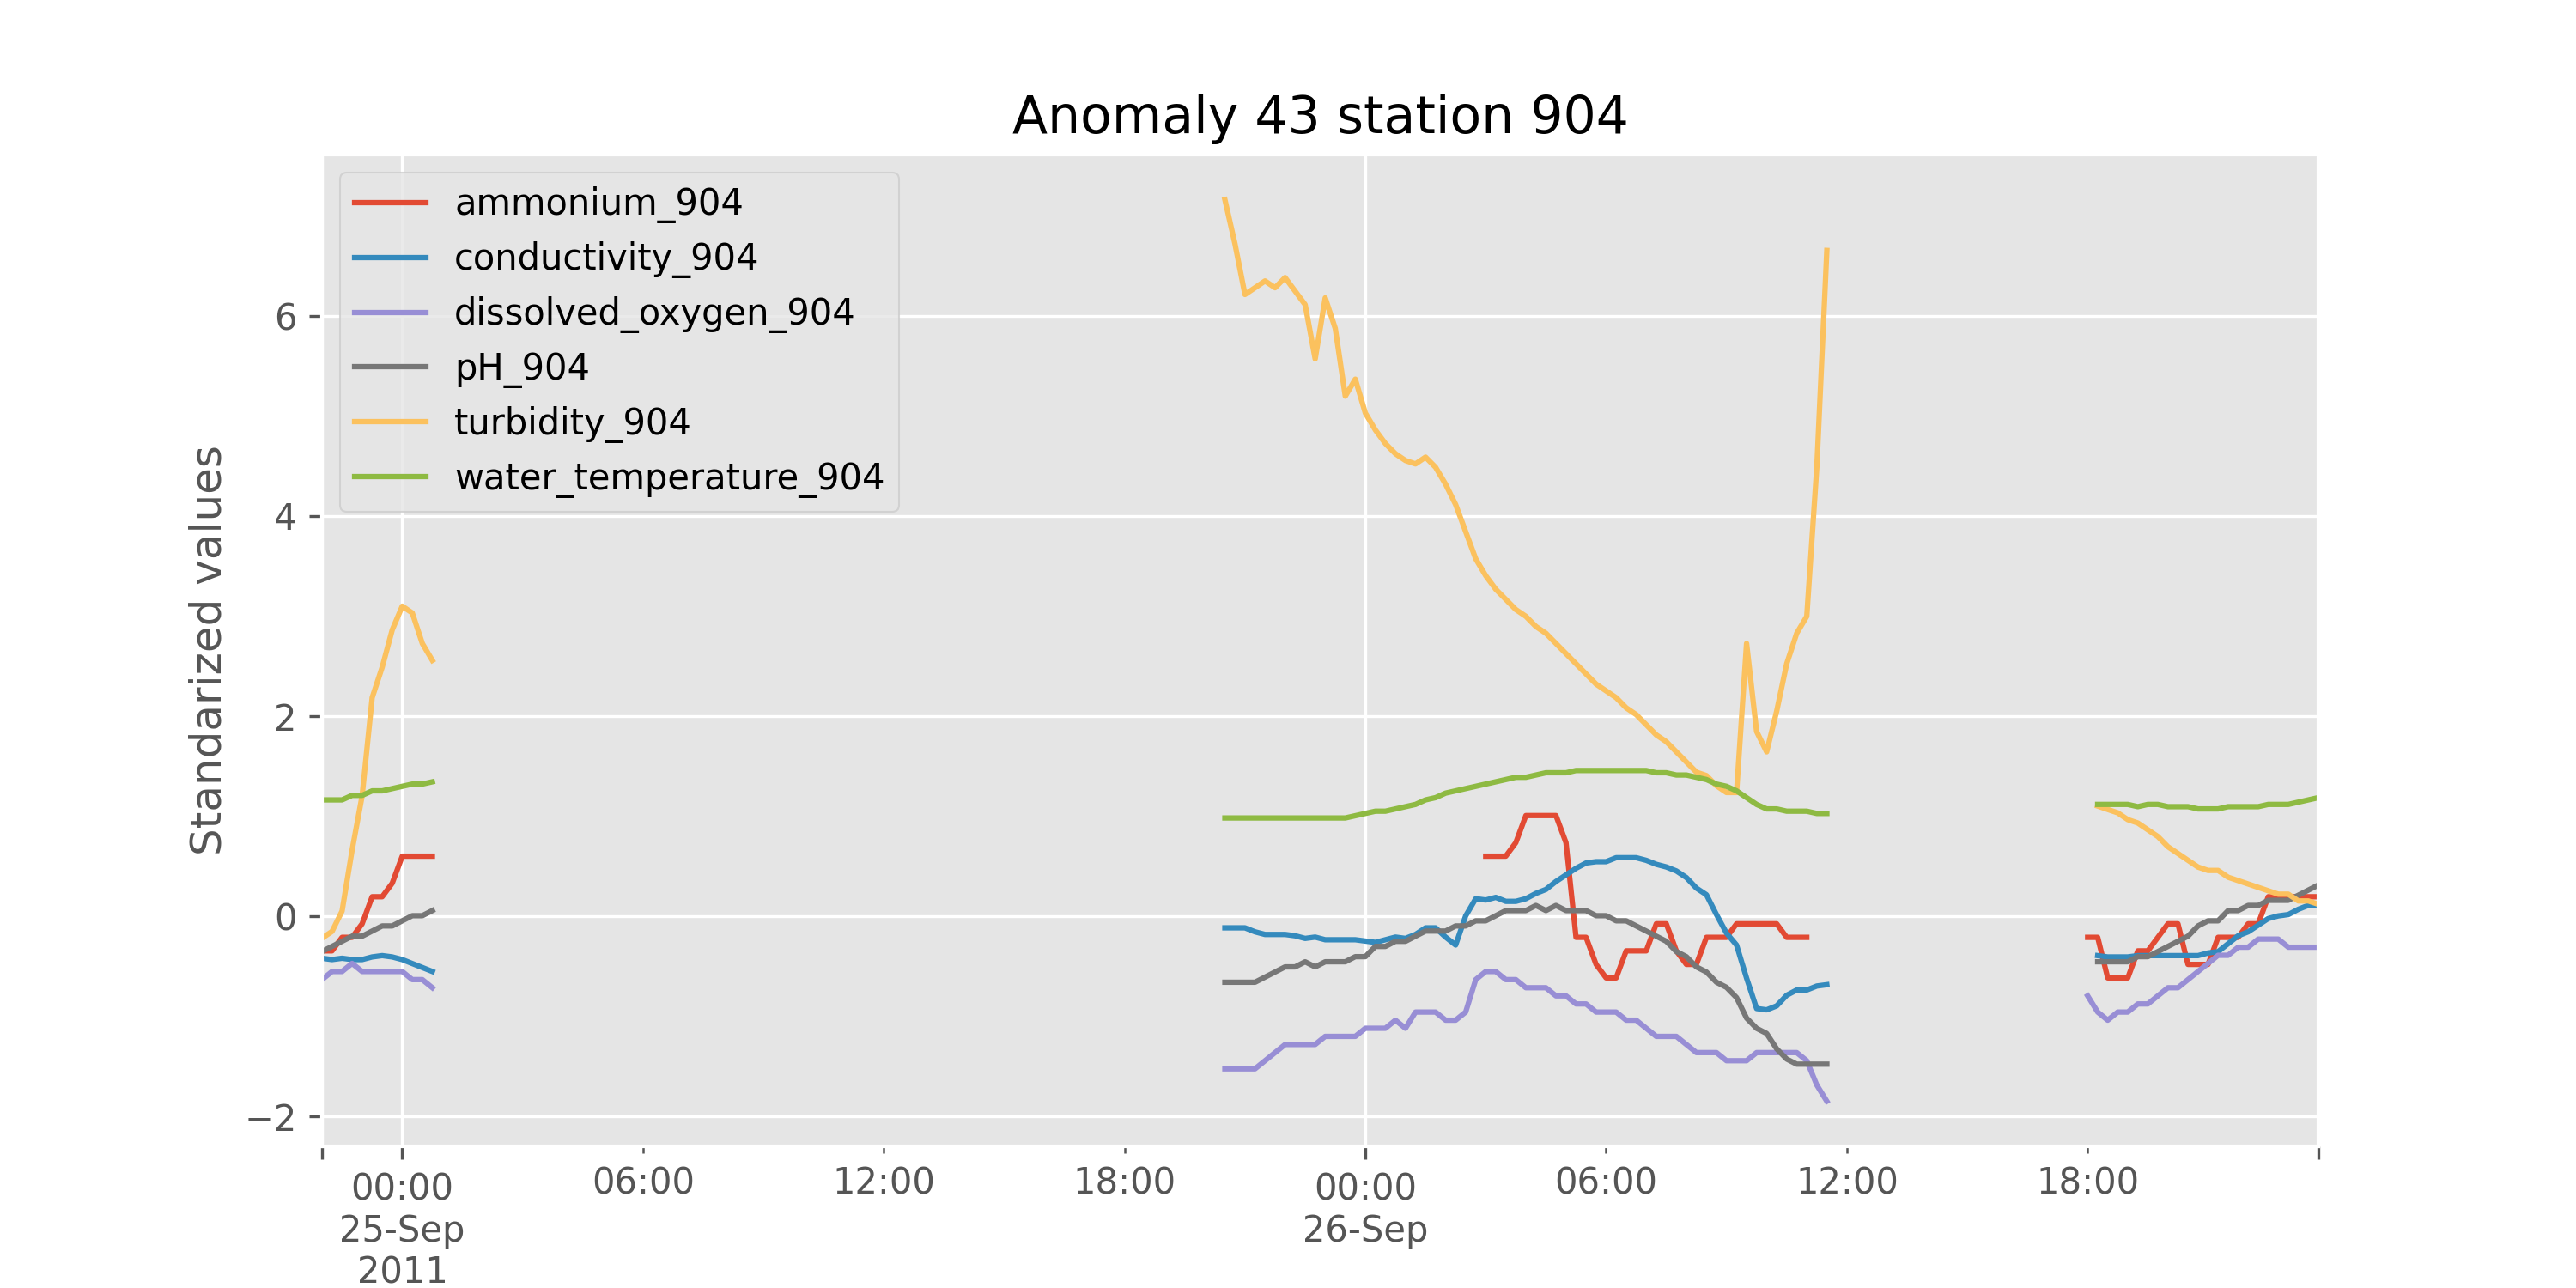 Anomaly 43 station 904
ammonium_904
conductivity_904
dissolved_oxygen_904
pH_904
turbidity_904
water_temperature_904
Standarized values
6
4
2
0
−2
00:00
25-Sep
2011
06:00
12:00
18:00
00:00
26-Sep
06:00
12:00
18:00